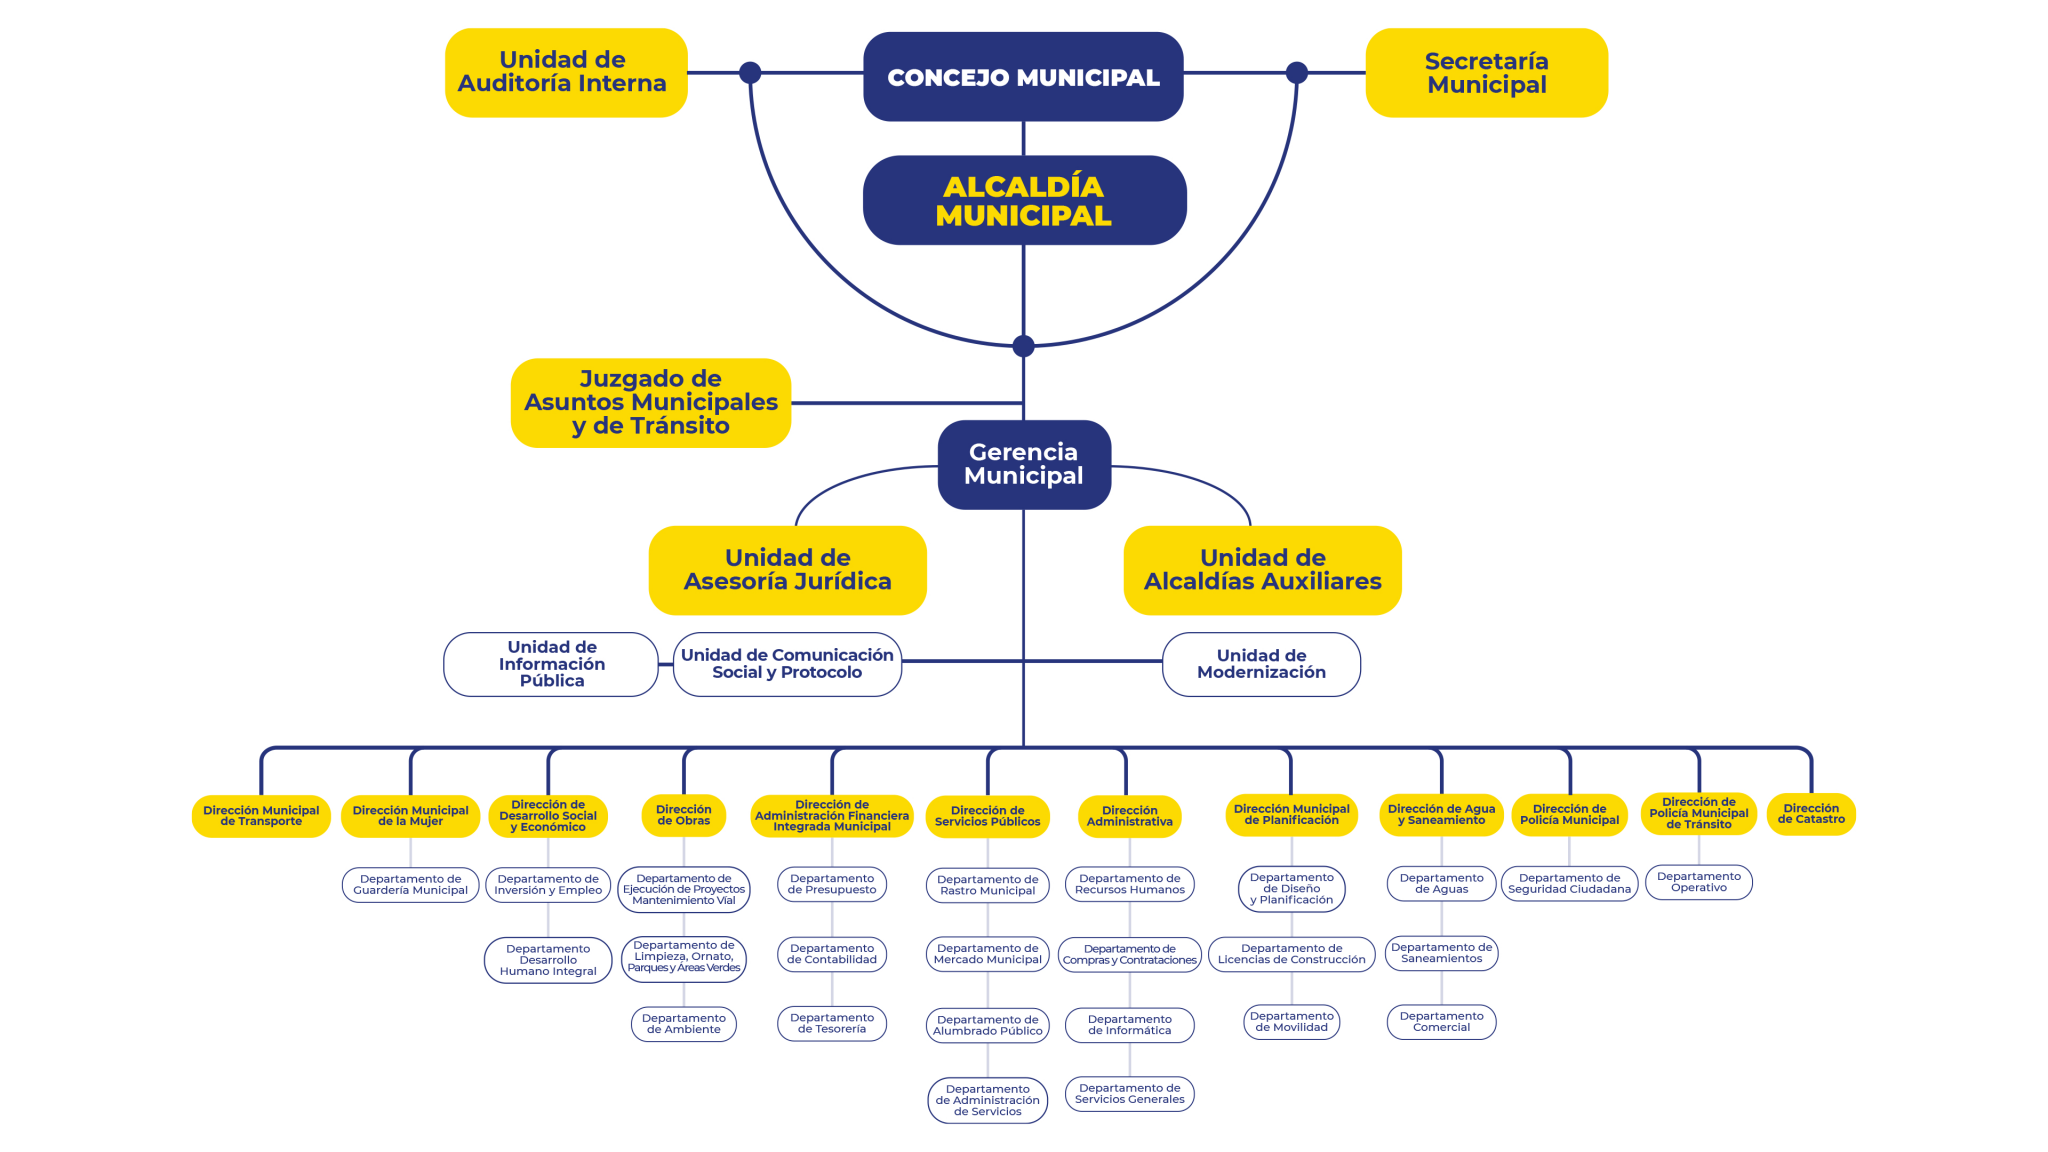 Unidad de
Auditoría Interna
CONCEJO MUNICIPAL
Secretaría
Municipal
ALCALDÍA
MUNICIPAL
Juzgado de
Asuntos Municipales
y de Tránsito
Gerencia
Municipal
Unidad de
Asesoría Jurídica
Unidad de
Alcaldías Auxiliares
Unidad de
Información
Pública
Unidad de Comunicación
Social y Protocolo
Unidad de
Modernización
Dirección Municipal
de Transporte
Dirección Municipal
de la Mujer
Departamento de
Guardería Municipal
Dirección de
Desarrollo Social
y Económico
Departamento de
Inversión y Empleo
Departamento
Desarrollo
Humano Integral
Dirección
de Obras
Departamento de
Ejecución de Proyectos
Mantenimiento Víal
Departamento de
Limpieza, Ornato,
Parques y Áreas Verdes
Departamento
de Ambiente
Dirección de
Administración Financiera
Integrada Municipal
Departamento
de Presupuesto
Departamento
de Contabilidad
Departamento
de Tesorería
Dirección de
Servicios Públicos
Departamento de
Rastro Municipal
Departamento de
Mercado Municipal
Departamento de
Alumbrado Público
Departamento
de Administración
de Servicios
Dirección
Administrativa
Departamento de
Recursos Humanos
Departamento de
Compras y Contrataciones
Departamento
de Informática
Departamento de
Servicios Generales
Dirección Municipal
de Planificación
Departamento
de Diseño
y Planificación
Departamento de
Licencias de Construcción
Departamento
de Movilidad
Dirección de Agua
y Saneamiento
Departamento
de Aguas
Departamento de
Saneamientos
Departamento
Comercial
Dirección de
Policía Municipal
Departamento de
Seguridad Ciudadana
Dirección de
Policía Municipal
de Tránsito
Departamento
Operativo
Dirección
de Catastro